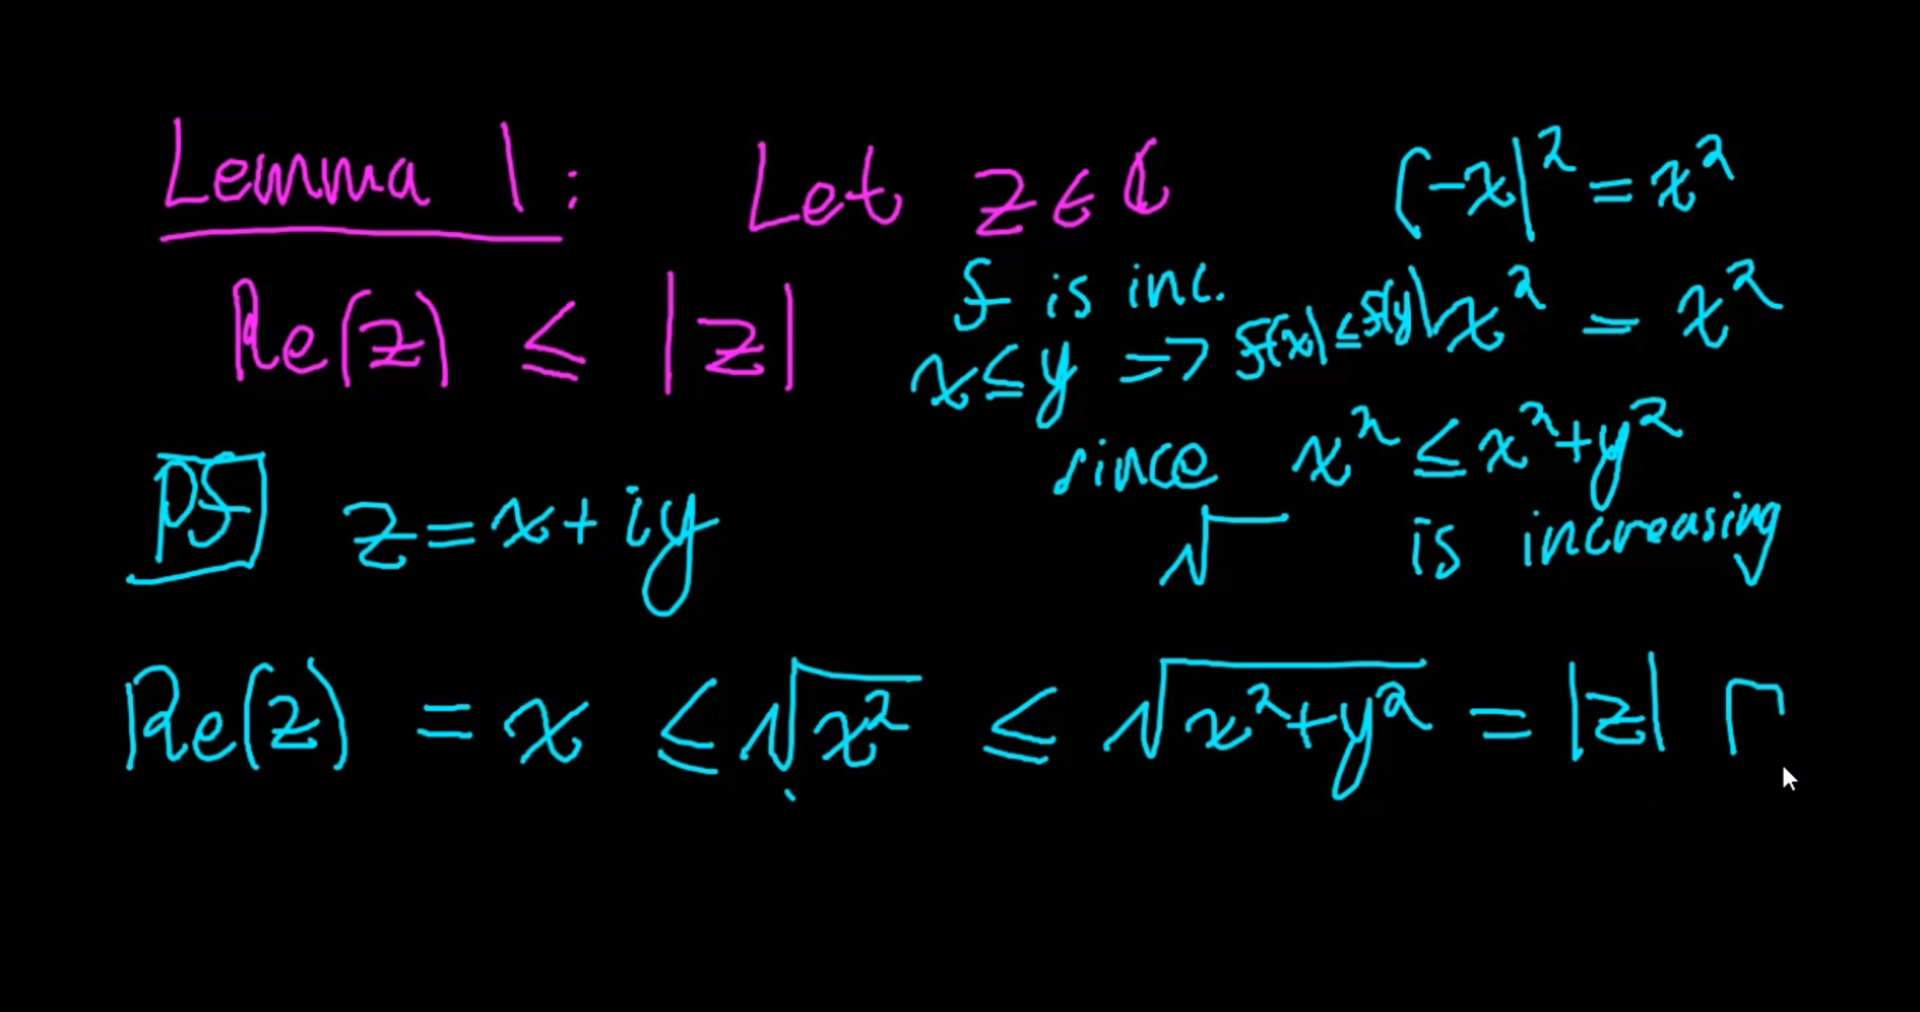 Lemma 1: Let z ∈ ℂ
(-x)² = x²
Re(z) ≤ |z|
f is inc.
x ≤ y => f(x) ≤ f(y)
x² = x²
since x² ≤ x²+y²
√ is increasing
Pf z = x + iy
Re(z) = x ≤ √x² ≤ √x²+y² = |z|